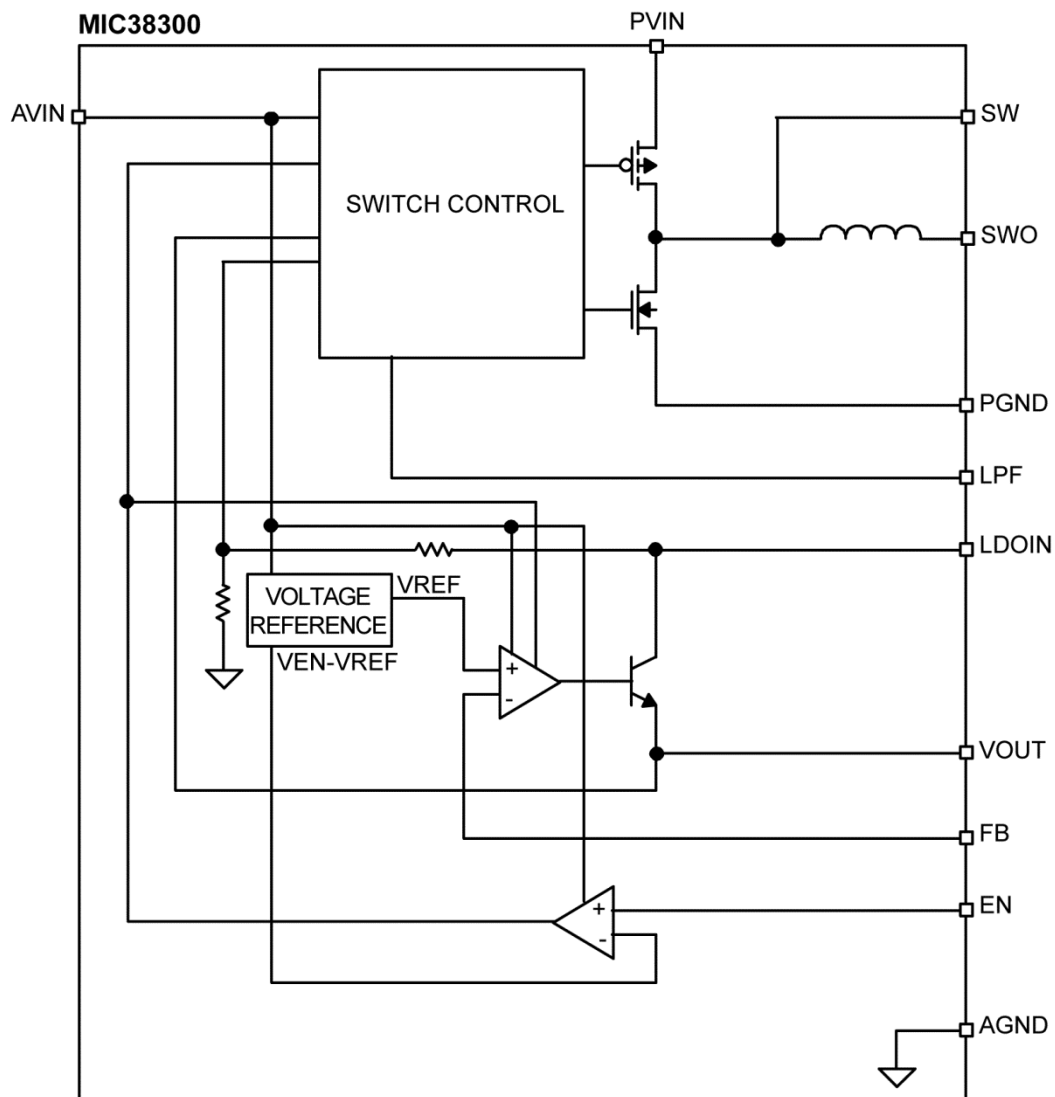 MIC38300
PVIN
AVIN
SW
SWITCH CONTROL
SWO
PGND
LPF
LDOIN
VOLTAGE
REFERENCE
VREF
VEN-VREF
+
-
VOUT
FB
EN
+
-
AGND